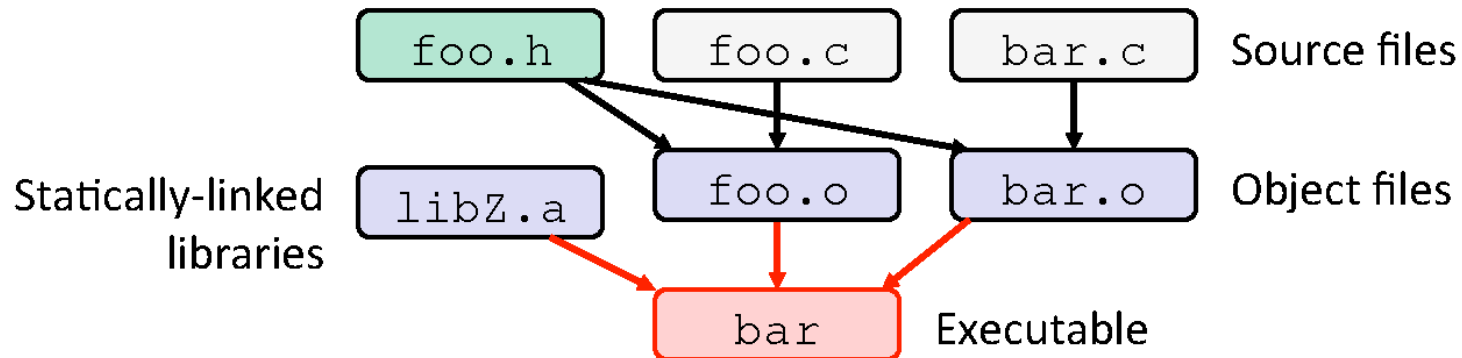 foo.h
foo.c
bar.c
Source files
Statically-linked
libraries
libZ.a
foo.o
bar.o
Object files
bar
Executable